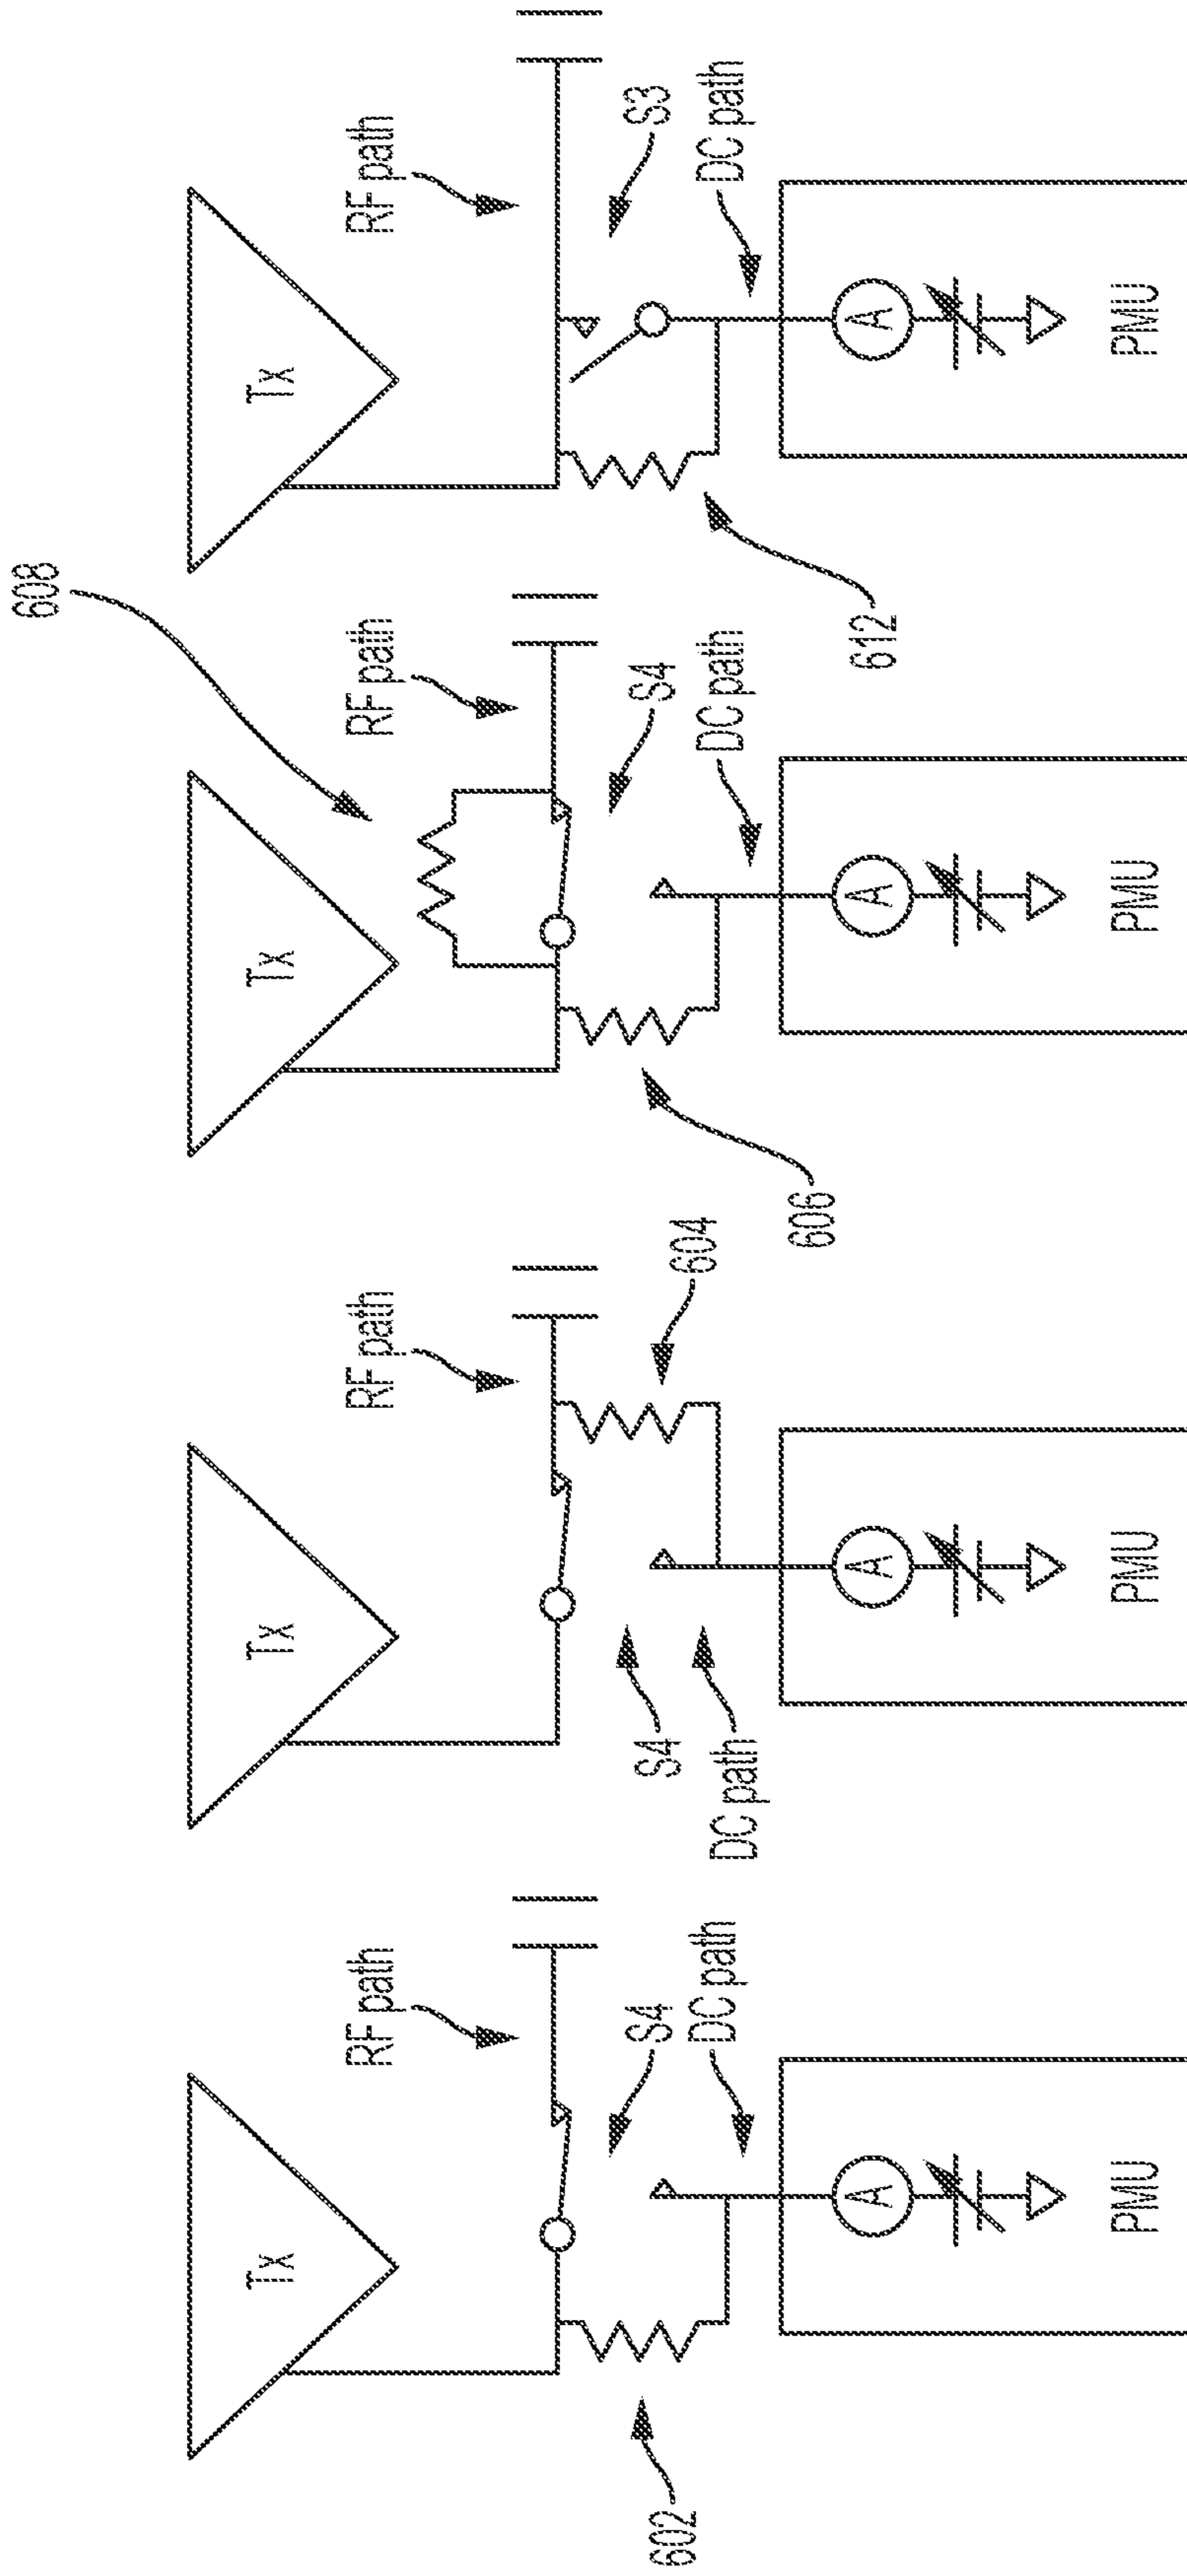 Tx
RF path
602
S4
DC path
A
PMU
Tx
RF path
S4
604
DC path
A
PMU
608
Tx
RF path
S4
DC path
606
A
PMU
Tx
RF path
S3
DC path
612
A
PMU